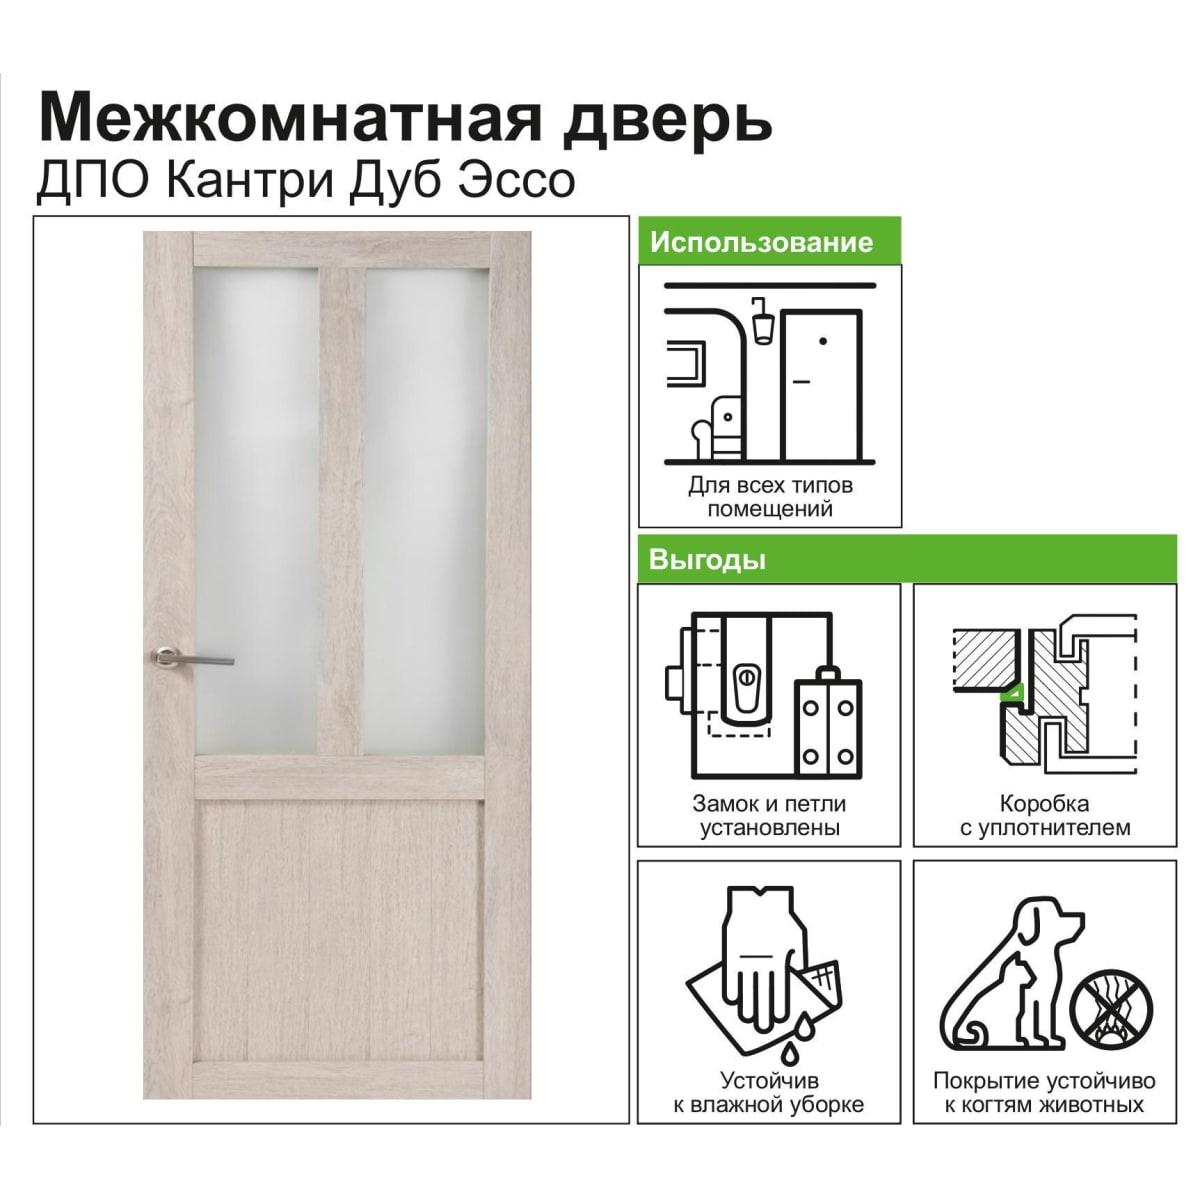 Межкомнатная дверь
ДПО Кантри Дуб Эссо
Использование
Для всех типов
помещений
Выгоды
Замок и петли
установлены
Коробка
с уплотнителем
Устойчив
к влажной уборке
Покрытие устойчиво
к когтям животных